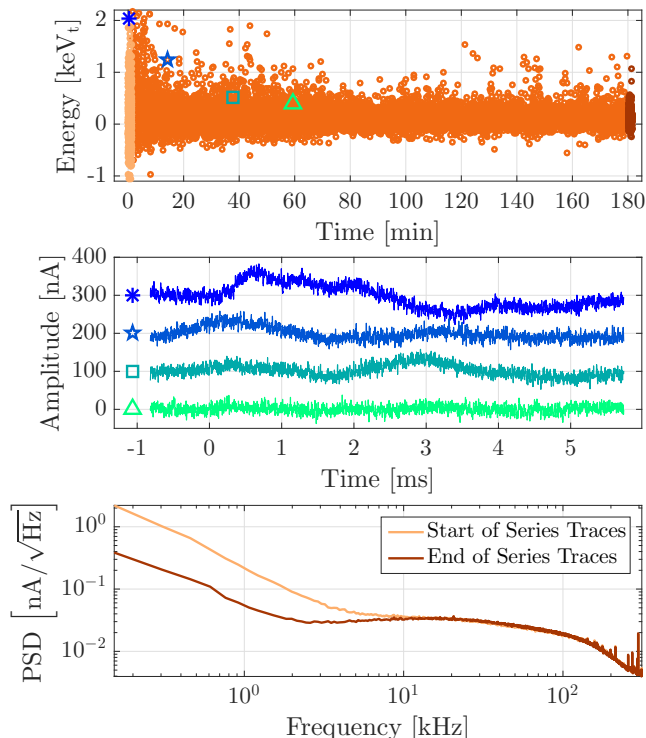 Energy [keVt]
2
1
0
-1
0 20 40 60 80 100 120 140 160 180
Time [min]
Amplitude [nA]
400
300
200
100
0
-1 0 1 2 3 4 5
Time [ms]
PSD [nA/√Hz]
10^0
10^-1
10^-2
Start of Series Traces
End of Series Traces
10^0 10^1 10^2
Frequency [kHz]